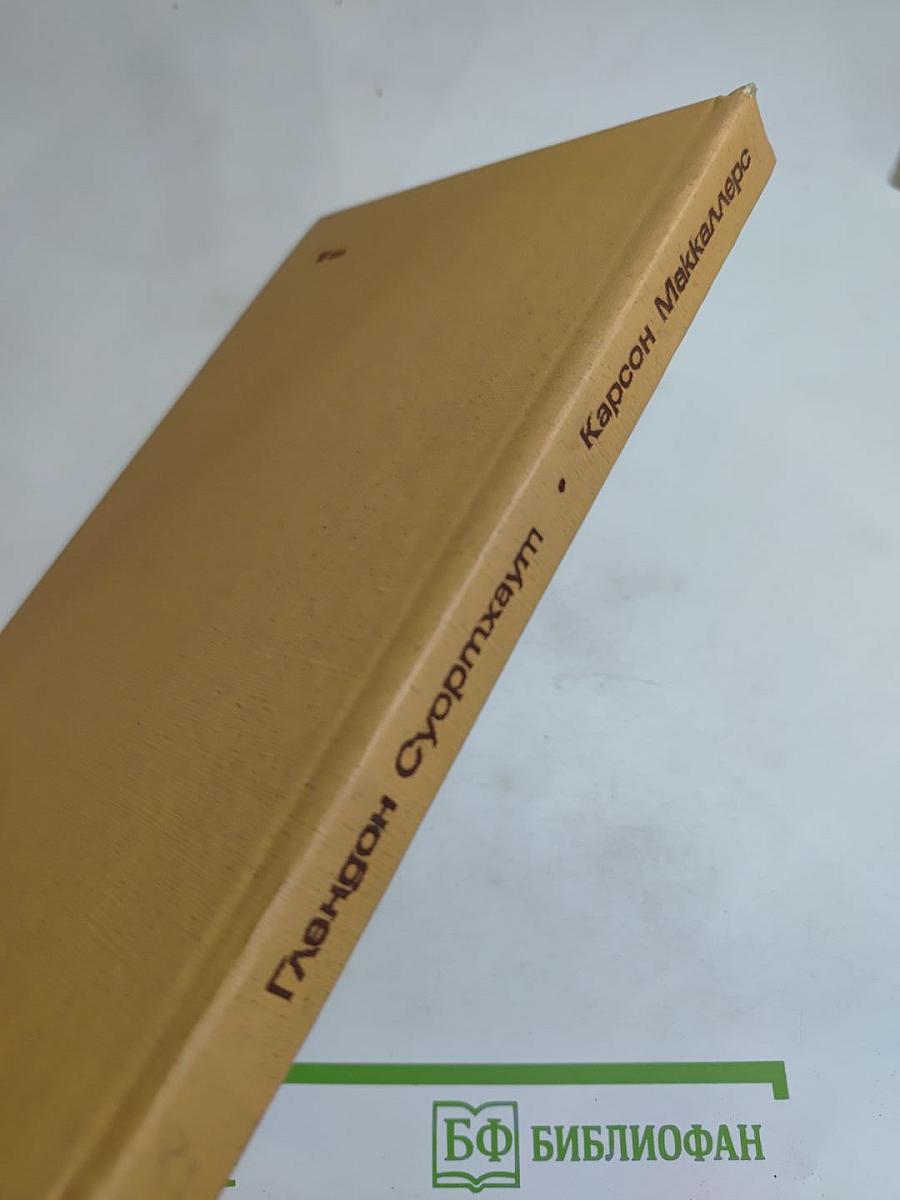 Глендон Суортхаут • Карсон Маккаллерс
БФ БИБЛИОФАН